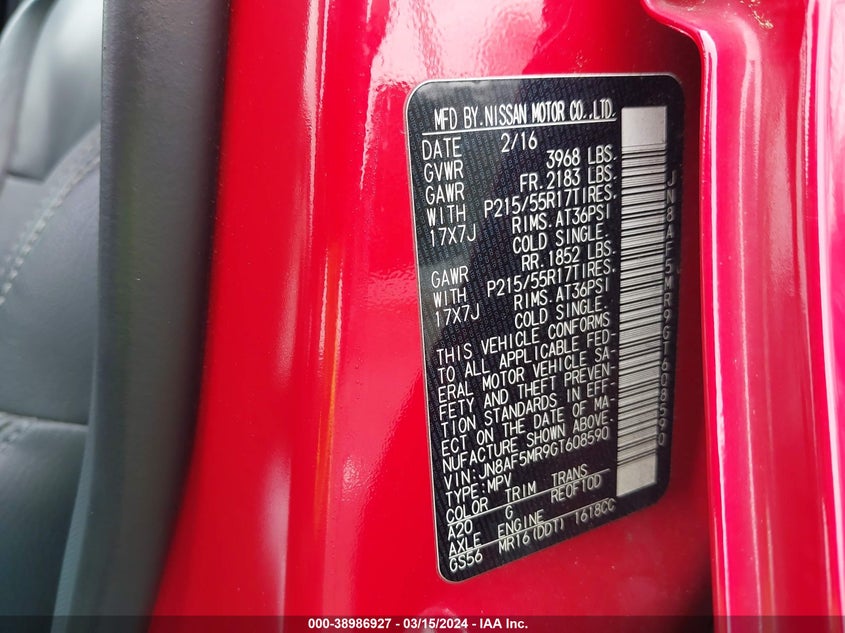 MFD BY.NISSAN MOTOR CO.,LTD.
DATE 2/16
GVWR 3968 LBS.
GAWR FR.2183 LBS.
WITH P215/55R17TIRES.
17X7J RIMS.AT36PSI
COLD SINGLE.
GAWR RR.1852 LBS.
WITH P215/55R17TIRES.
17X7J RIMS.AT36PSI
COLD SINGLE.
THIS VEHICLE CONFORMS
TO ALL APPLICABLE FED-
ERAL MOTOR VEHICLE SA-
FETY AND THEFT PREVEN-
TION STANDARDS IN EFF-
ECT ON THE DATE OF MA-
NUFACTURE SHOWN ABOVE.
VIN:JN8AF5MR9GT608590
TYPE:MPV
COLOR TRIM TRANS
A20 G RE0F10D
AXLE ENGINE
GS56 MR16(DDT) 1618CC
JN8AF5MR9GT608590
000-38986927 - 03/15/2024 - IAA Inc.